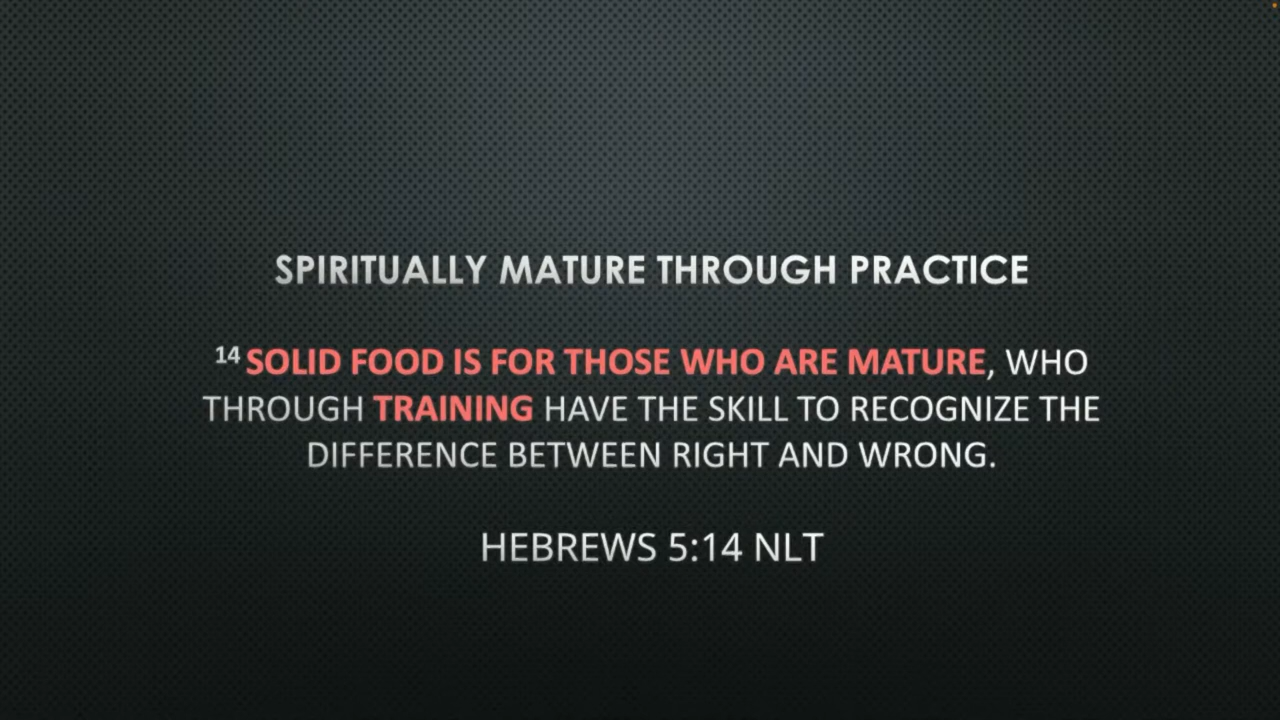 SPIRITUALLY MATURE THROUGH PRACTICE
14 SOLID FOOD IS FOR THOSE WHO ARE MATURE, WHO
THROUGH TRAINING HAVE THE SKILL TO RECOGNIZE THE
DIFFERENCE BETWEEN RIGHT AND WRONG.
HEBREWS 5:14 NLT